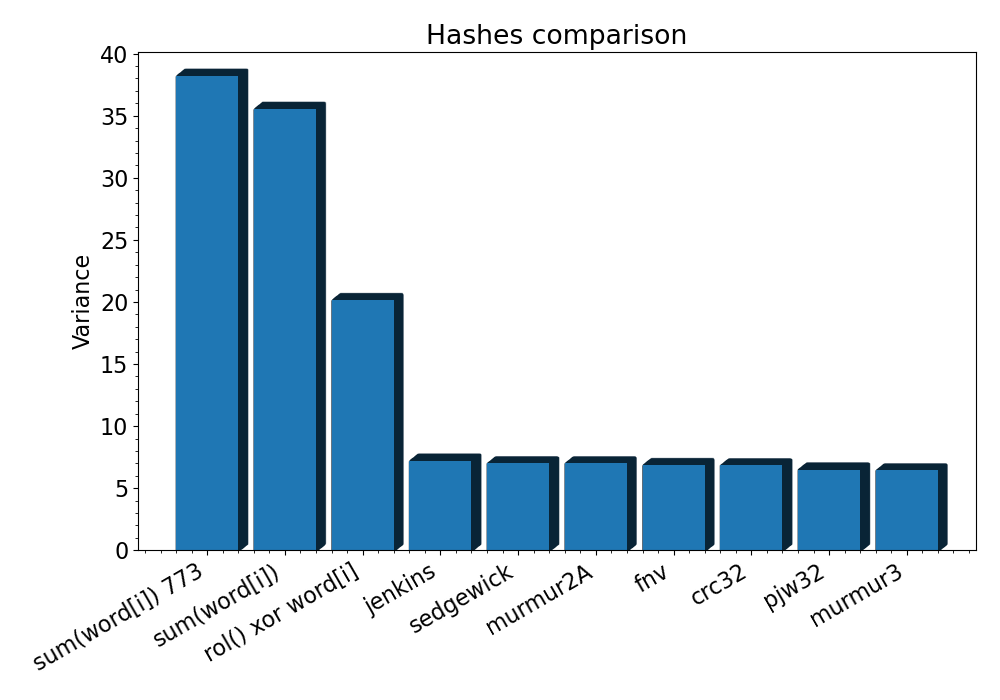 Hashes comparison
Variance
40
35
30
25
20
15
10
5
0
sum(word[i]) 773
sum(word[i])
rol() xor word[i]
jenkins
sedgewick
murmur2A
fnv
crc32
pjw32
murmur3